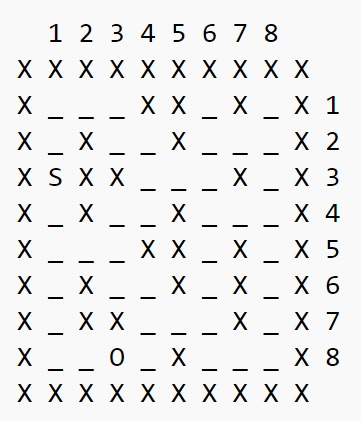 1 2 3 4 5 6 7 8
X X X X X X X X X X
X _ _ _ X X _ X _ X 1
X _ X _ _ X _ _ _ X 2
X S X X _ _ _ X _ X 3
X _ X _ _ X _ _ _ X 4
X _ _ _ X X _ X _ X 5
X _ X _ _ X _ X _ X 6
X _ X X _ _ _ X _ X 7
X _ _ O _ X _ _ _ X 8
X X X X X X X X X X